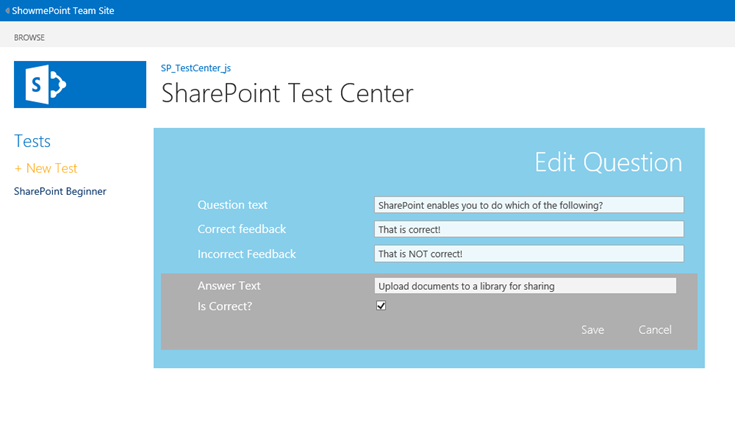 ShowmePoint Team Site
BROWSE
S
SP_TestCenter_js
SharePoint Test Center
Tests
+ New Test
SharePoint Beginner
Edit Question
Question text SharePoint enables you to do which of the following?
Correct feedback That is correct!
Incorrect Feedback That is NOT correct!
Answer Text Upload documents to a library for sharing
Is Correct?
Save Cancel